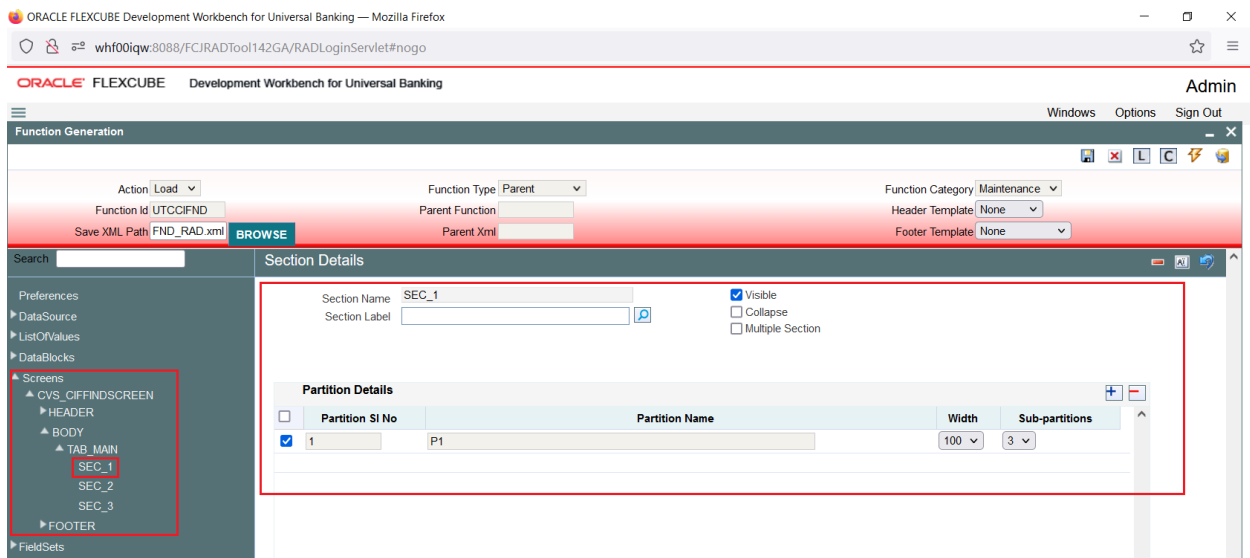 ORACLE FLEXCUBE Development Workbench for Universal Banking — Mozilla Firefox
whf00iqw:8088/FCJRADTool142GA/RADLoginServlet#nogo
ORACLE FLEXCUBE Development Workbench for Universal Banking Admin
Windows Options Sign Out
Function Generation
L C
Action Load Function Type Parent Function Category Maintenance
Function Id UTCCIFND Parent Function Header Template None
Save XML Path FND_RAD.xml BROWSE Parent Xml Footer Template None
Search Section Details
Preferences
DataSource
ListOfValues
DataBlocks
Screens
CVS_CIFFINDSCREEN
HEADER
BODY
TAB_MAIN
SEC_1
SEC_2
SEC_3
FOOTER
FieldSets
Section Name SEC_1 Visible
Section Label Collapse
Multiple Section
Partition Details
Partition Sl No Partition Name Width Sub-partitions
1 P1 100 3